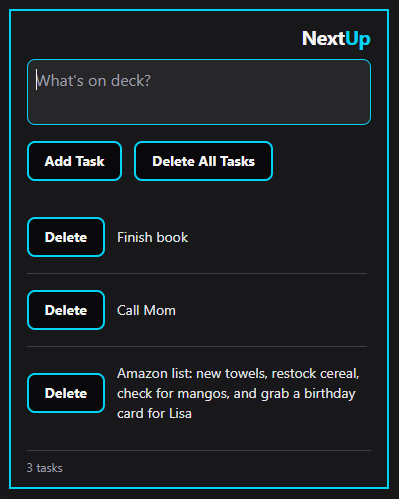 NextUp
What's on deck?
Add Task
Delete All Tasks
Delete
Finish book
Delete
Call Mom
Delete
Amazon list: new towels, restock cereal,
check for mangos, and grab a birthday
card for Lisa
3 tasks